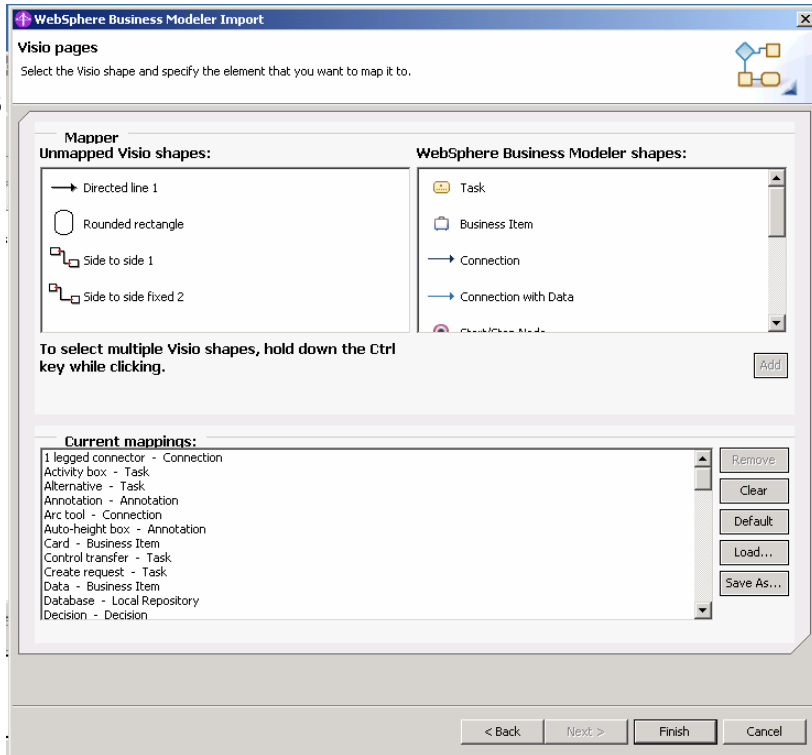 WebSphere Business Modeler Import
Visio pages
Select the Visio shape and specify the element that you want to map it to.
Mapper
Unmapped Visio shapes:
WebSphere Business Modeler shapes:
Directed line 1
Rounded rectangle
Side to side 1
Side to side fixed 2
Task
Business Item
Connection
Connection with Data
Start/Stop Node
To select multiple Visio shapes, hold down the Ctrl
key while clicking.
Add
Current mappings:
1 legged connector - Connection
Activity box - Task
Alternative - Task
Annotation - Annotation
Arc tool - Connection
Auto-height box - Annotation
Card - Business Item
Control transfer - Task
Create request - Task
Data - Business Item
Database - Local Repository
Decision - Decision
Remove
Clear
Default
Load...
Save As...
< Back
Next >
Finish
Cancel